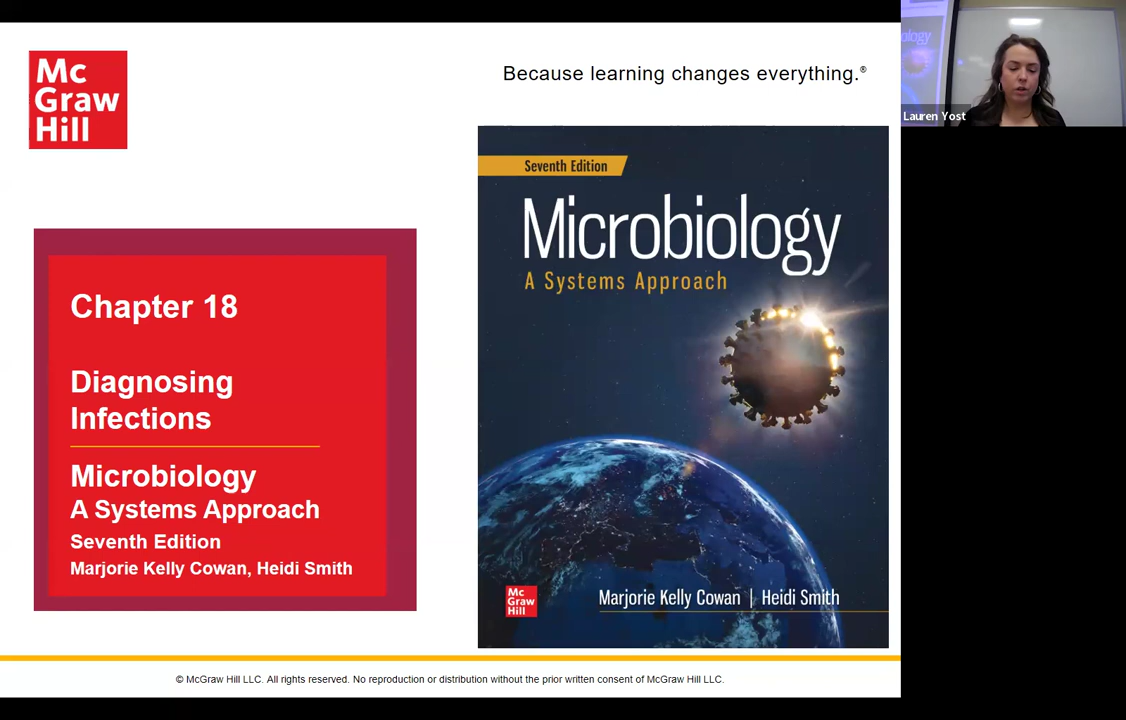 Mc
Graw
Hill
Because learning changes everything.®
Chapter 18
Diagnosing
Infections
Microbiology
A Systems Approach
Seventh Edition
Marjorie Kelly Cowan, Heidi Smith
Seventh Edition
Microbiology
A Systems Approach
Mc
Graw
Hill
Marjorie Kelly Cowan | Heidi Smith
© McGraw Hill LLC. All rights reserved. No reproduction or distribution without the prior written consent of McGraw Hill LLC.
ology
Lauren Yost